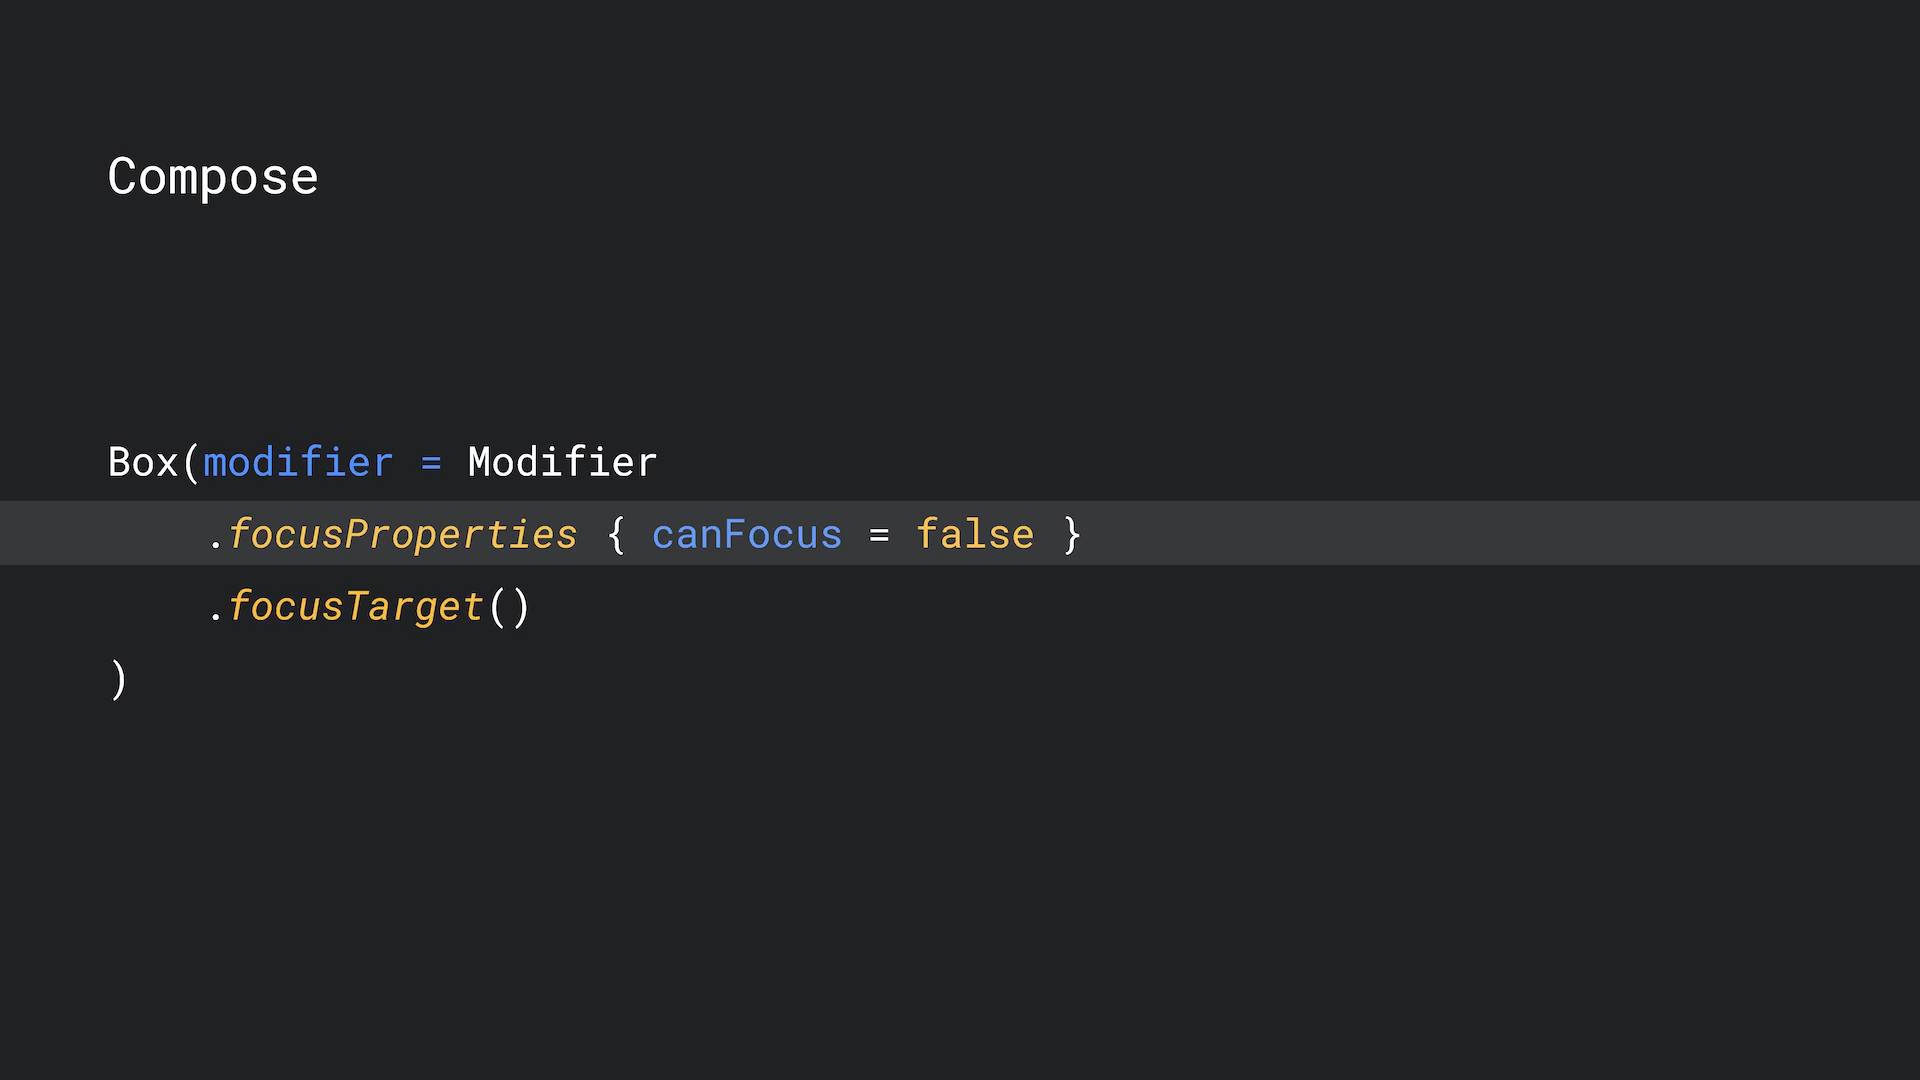 Compose
Box(modifier = Modifier
.focusProperties { canFocus = false }
.focusTarget()
)